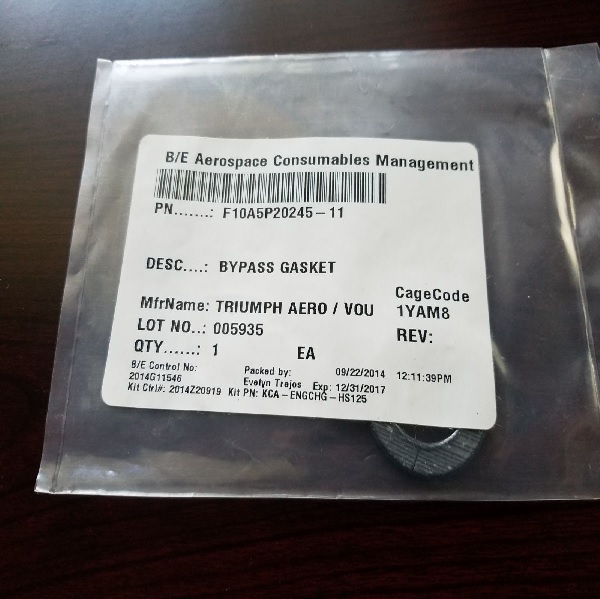 B/E Aerospace Consumables Management
PN.......: F10A5P20245-11
DESC....: BYPASS GASKET
CageCode
MfrName: TRIUMPH AERO / VOU 1YAM8
LOT NO..: 005935 REV:
QTY......: 1 EA
B/E Control No: Packed by: 09/22/2014 12:11:39PM
2014G11546 Evelyn Trejos Exp: 12/31/2017
Kit Ctrl#: 2014Z20919 Kit PN: KCA-ENGCHG-HS125